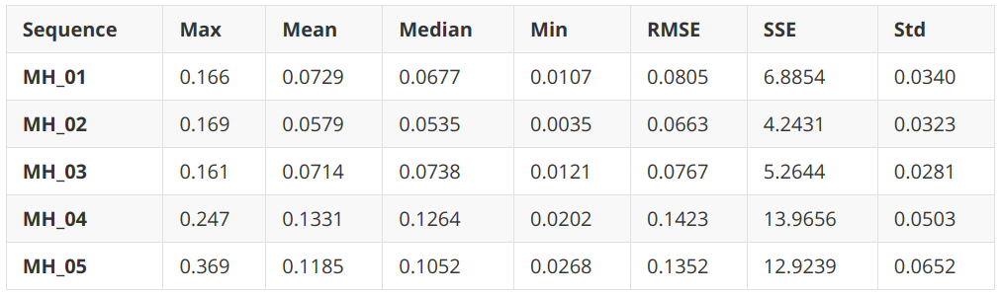 Sequence Max Mean Median Min RMSE SSE Std
MH_01 0.166 0.0729 0.0677 0.0107 0.0805 6.8854 0.0340
MH_02 0.169 0.0579 0.0535 0.0035 0.0663 4.2431 0.0323
MH_03 0.161 0.0714 0.0738 0.0121 0.0767 5.2644 0.0281
MH_04 0.247 0.1331 0.1264 0.0202 0.1423 13.9656 0.0503
MH_05 0.369 0.1185 0.1052 0.0268 0.1352 12.9239 0.0652